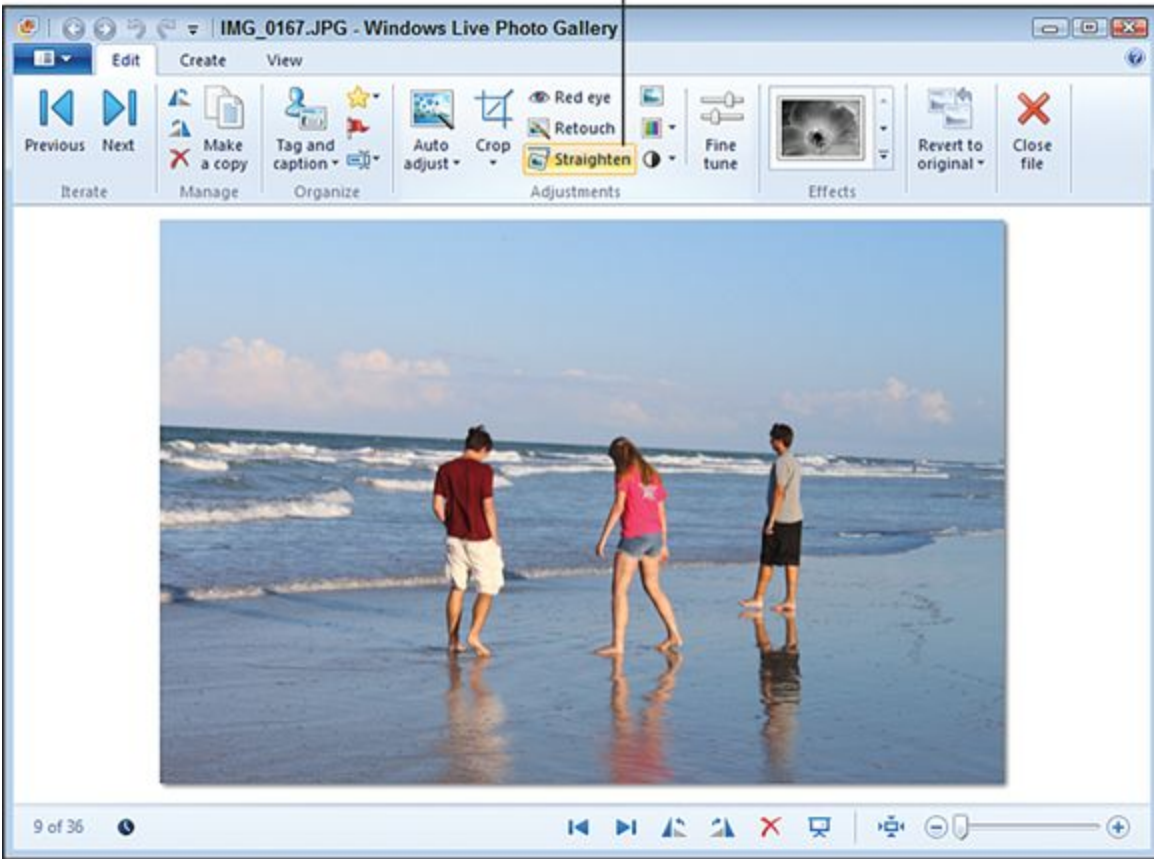 IMG_0167.JPG - Windows Live Photo Gallery
Edit Create View
Previous Next
Make a copy
Tag and caption
Auto adjust
Crop
Red eye
Retouch
Straighten
Fine tune
Revert to original
Close file
Iterate Manage Organize Adjustments Effects
9 of 36